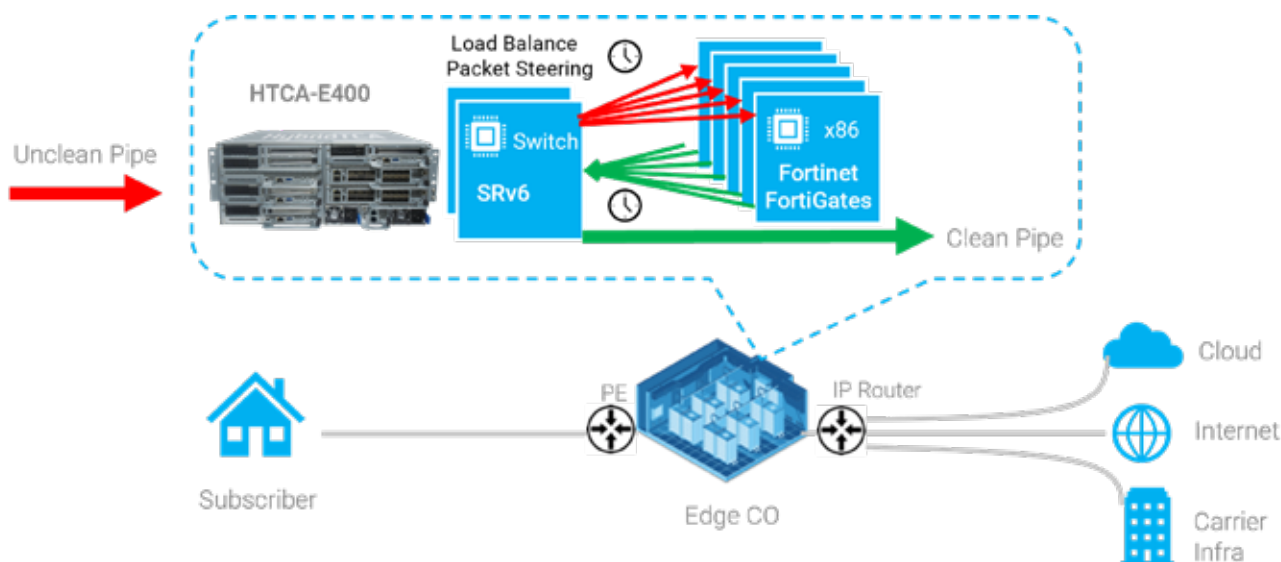 Load Balance
Packet Steering
HTCA-E400
Unclean Pipe
Switch
SRv6
x86
Fortinet
FortiGates
Clean Pipe
PE
IP Router
Cloud
Internet
Subscriber
Edge CO
Carrier
Infra